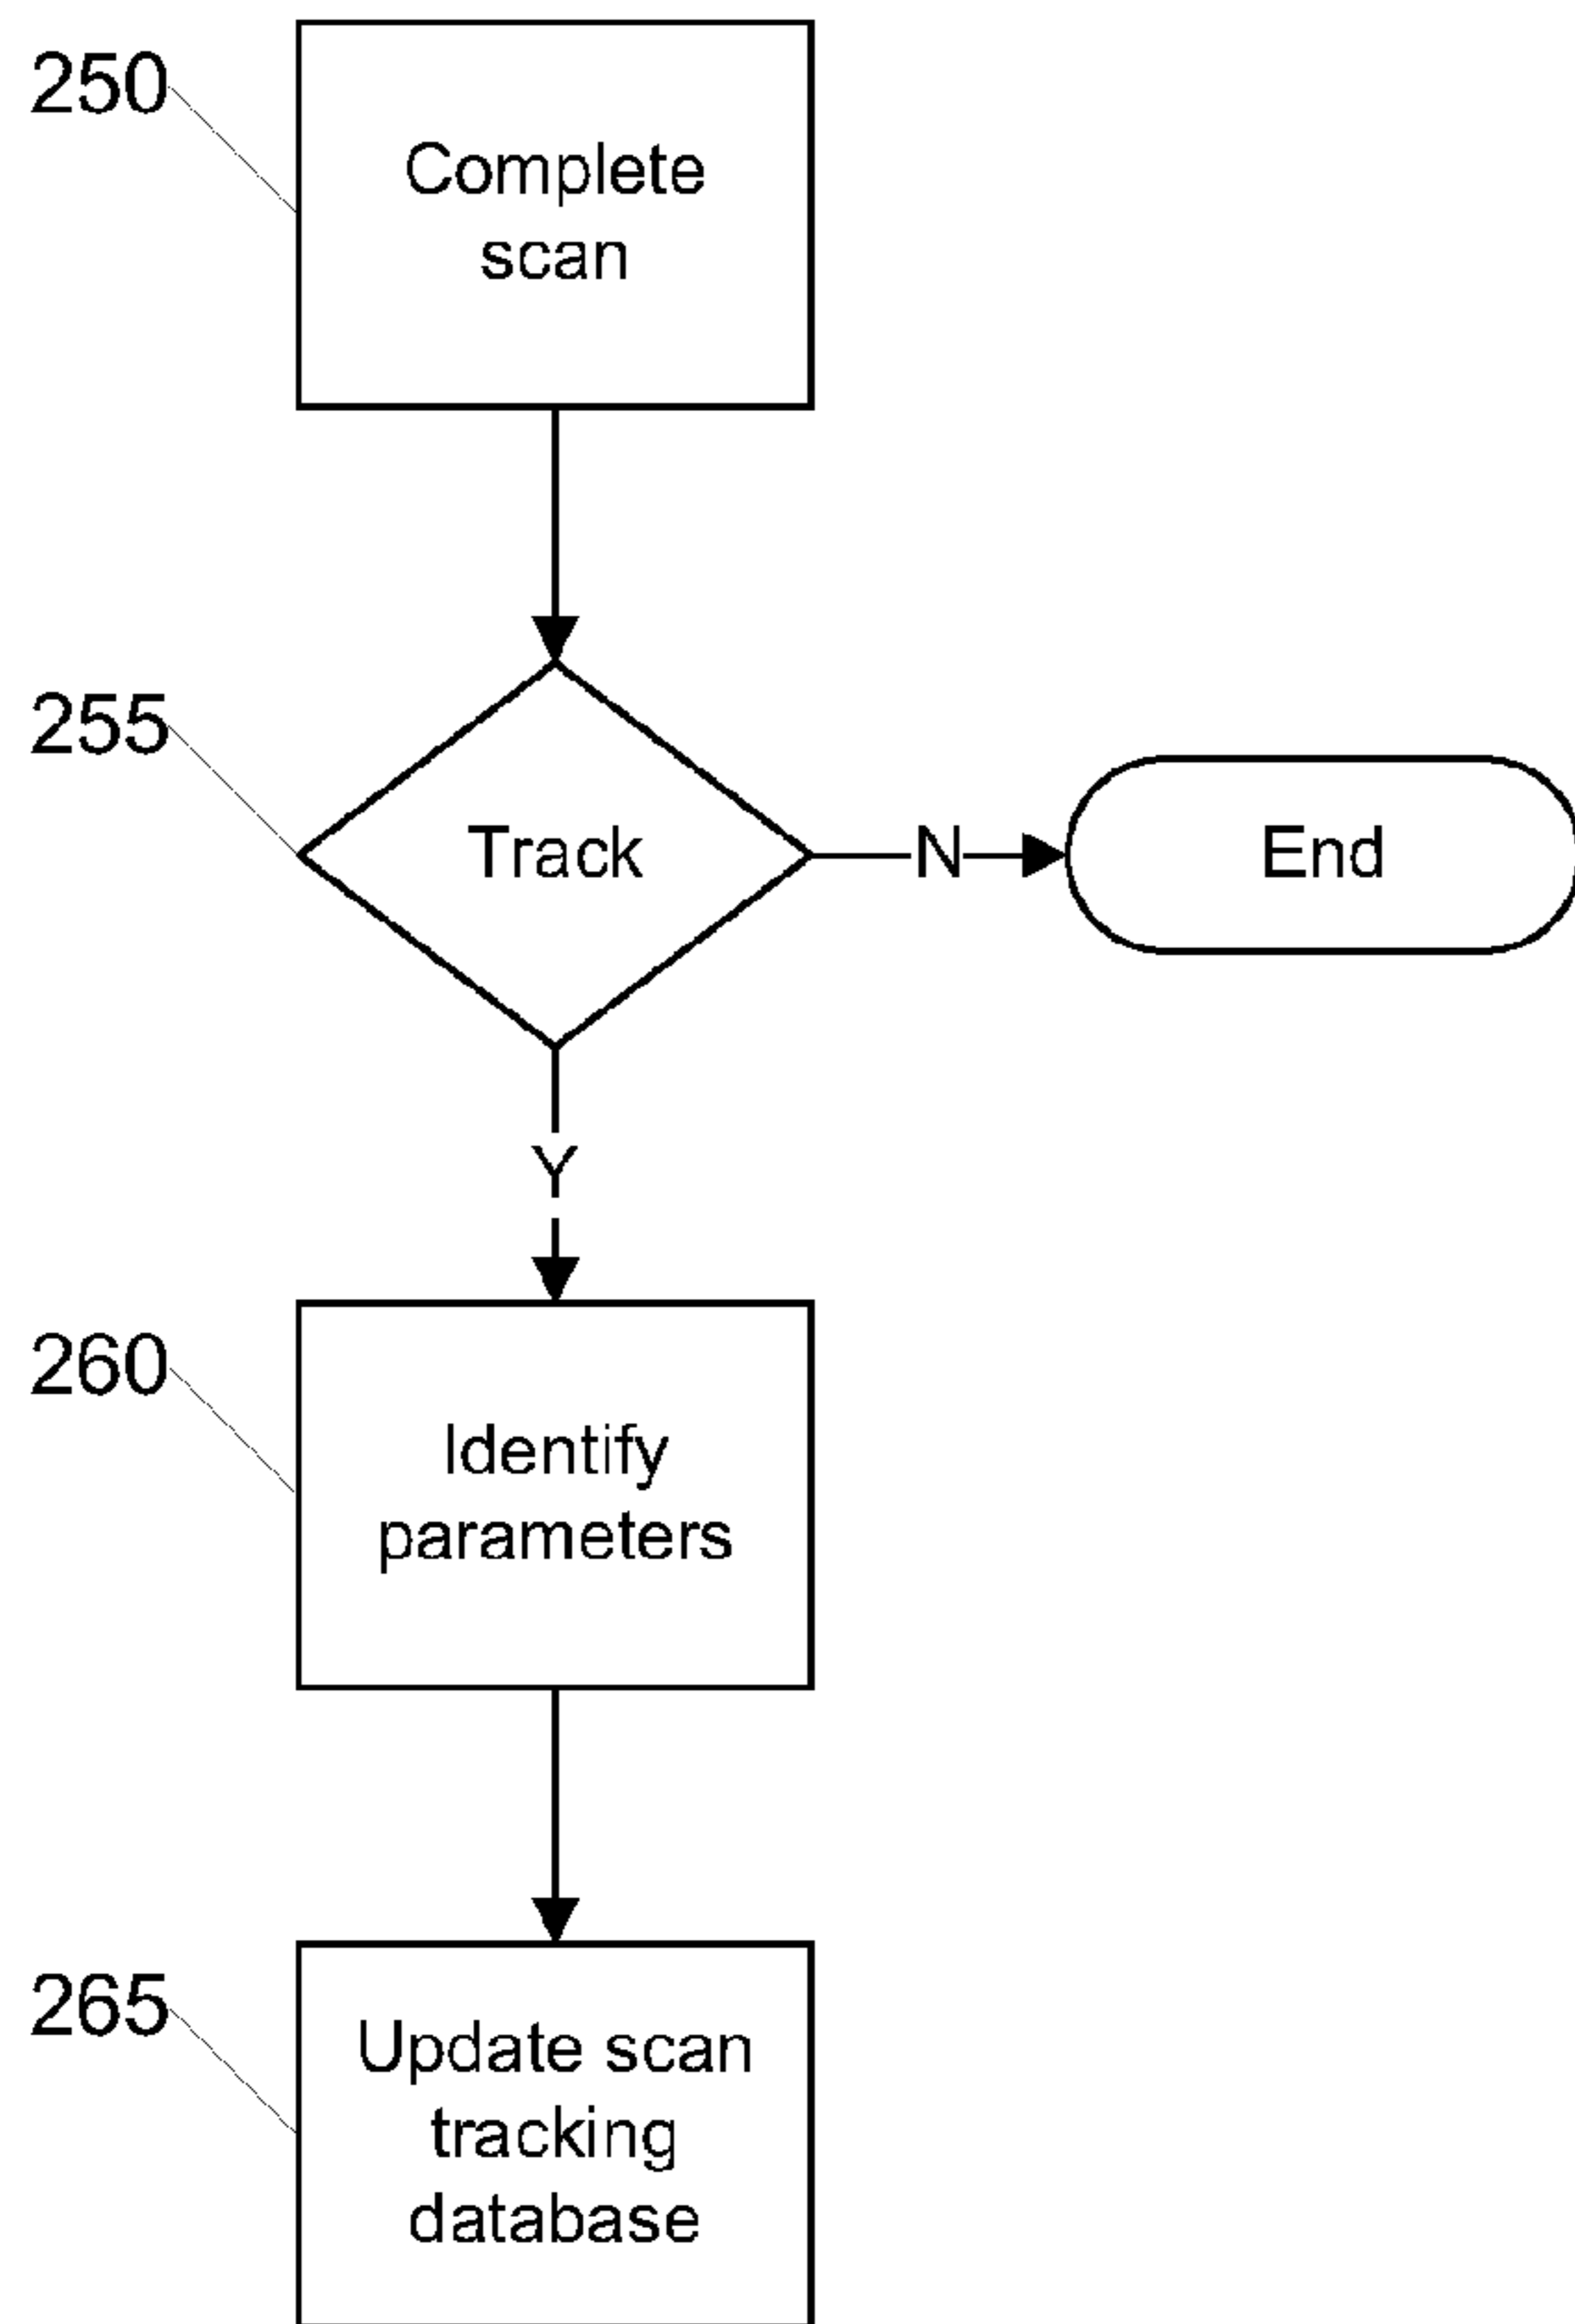 250
Complete
scan
255
Track
N
End
Y
260
Identify
parameters
265
Update scan
tracking
database